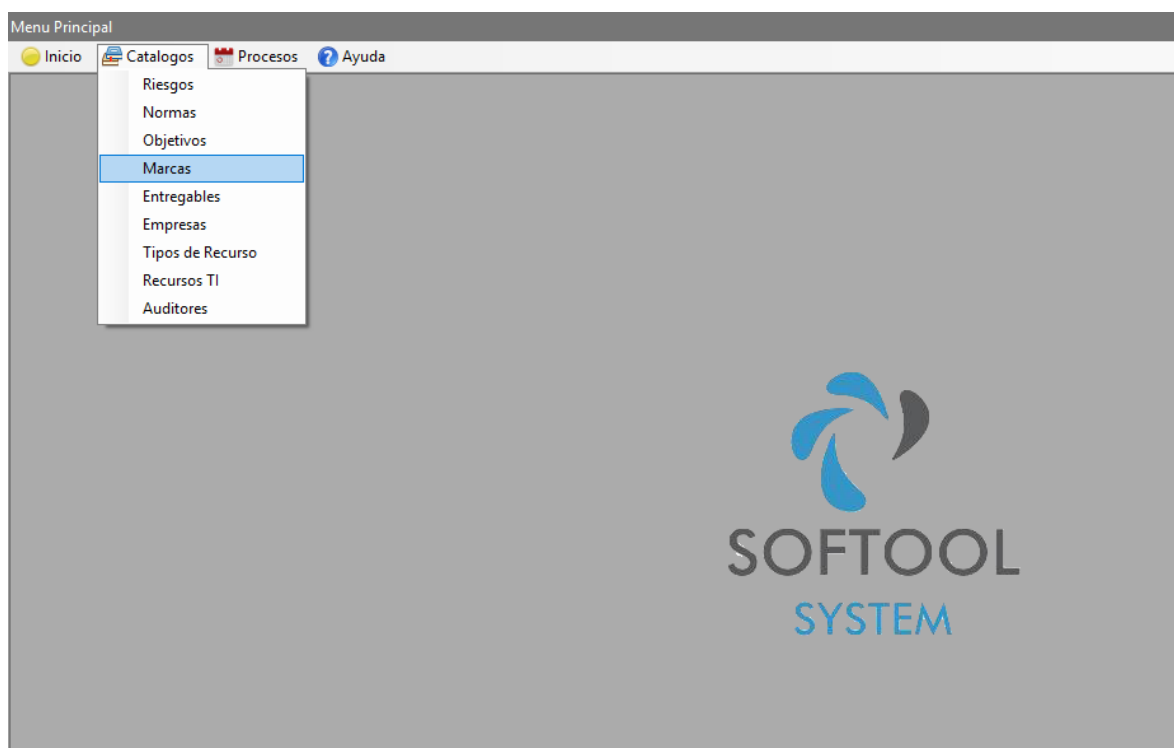 Menu Principal
Inicio Catalogos Procesos Ayuda
Riesgos
Normas
Objetivos
Marcas
Entregables
Empresas
Tipos de Recurso
Recursos TI
Auditores
SOFTOOL
SYSTEM